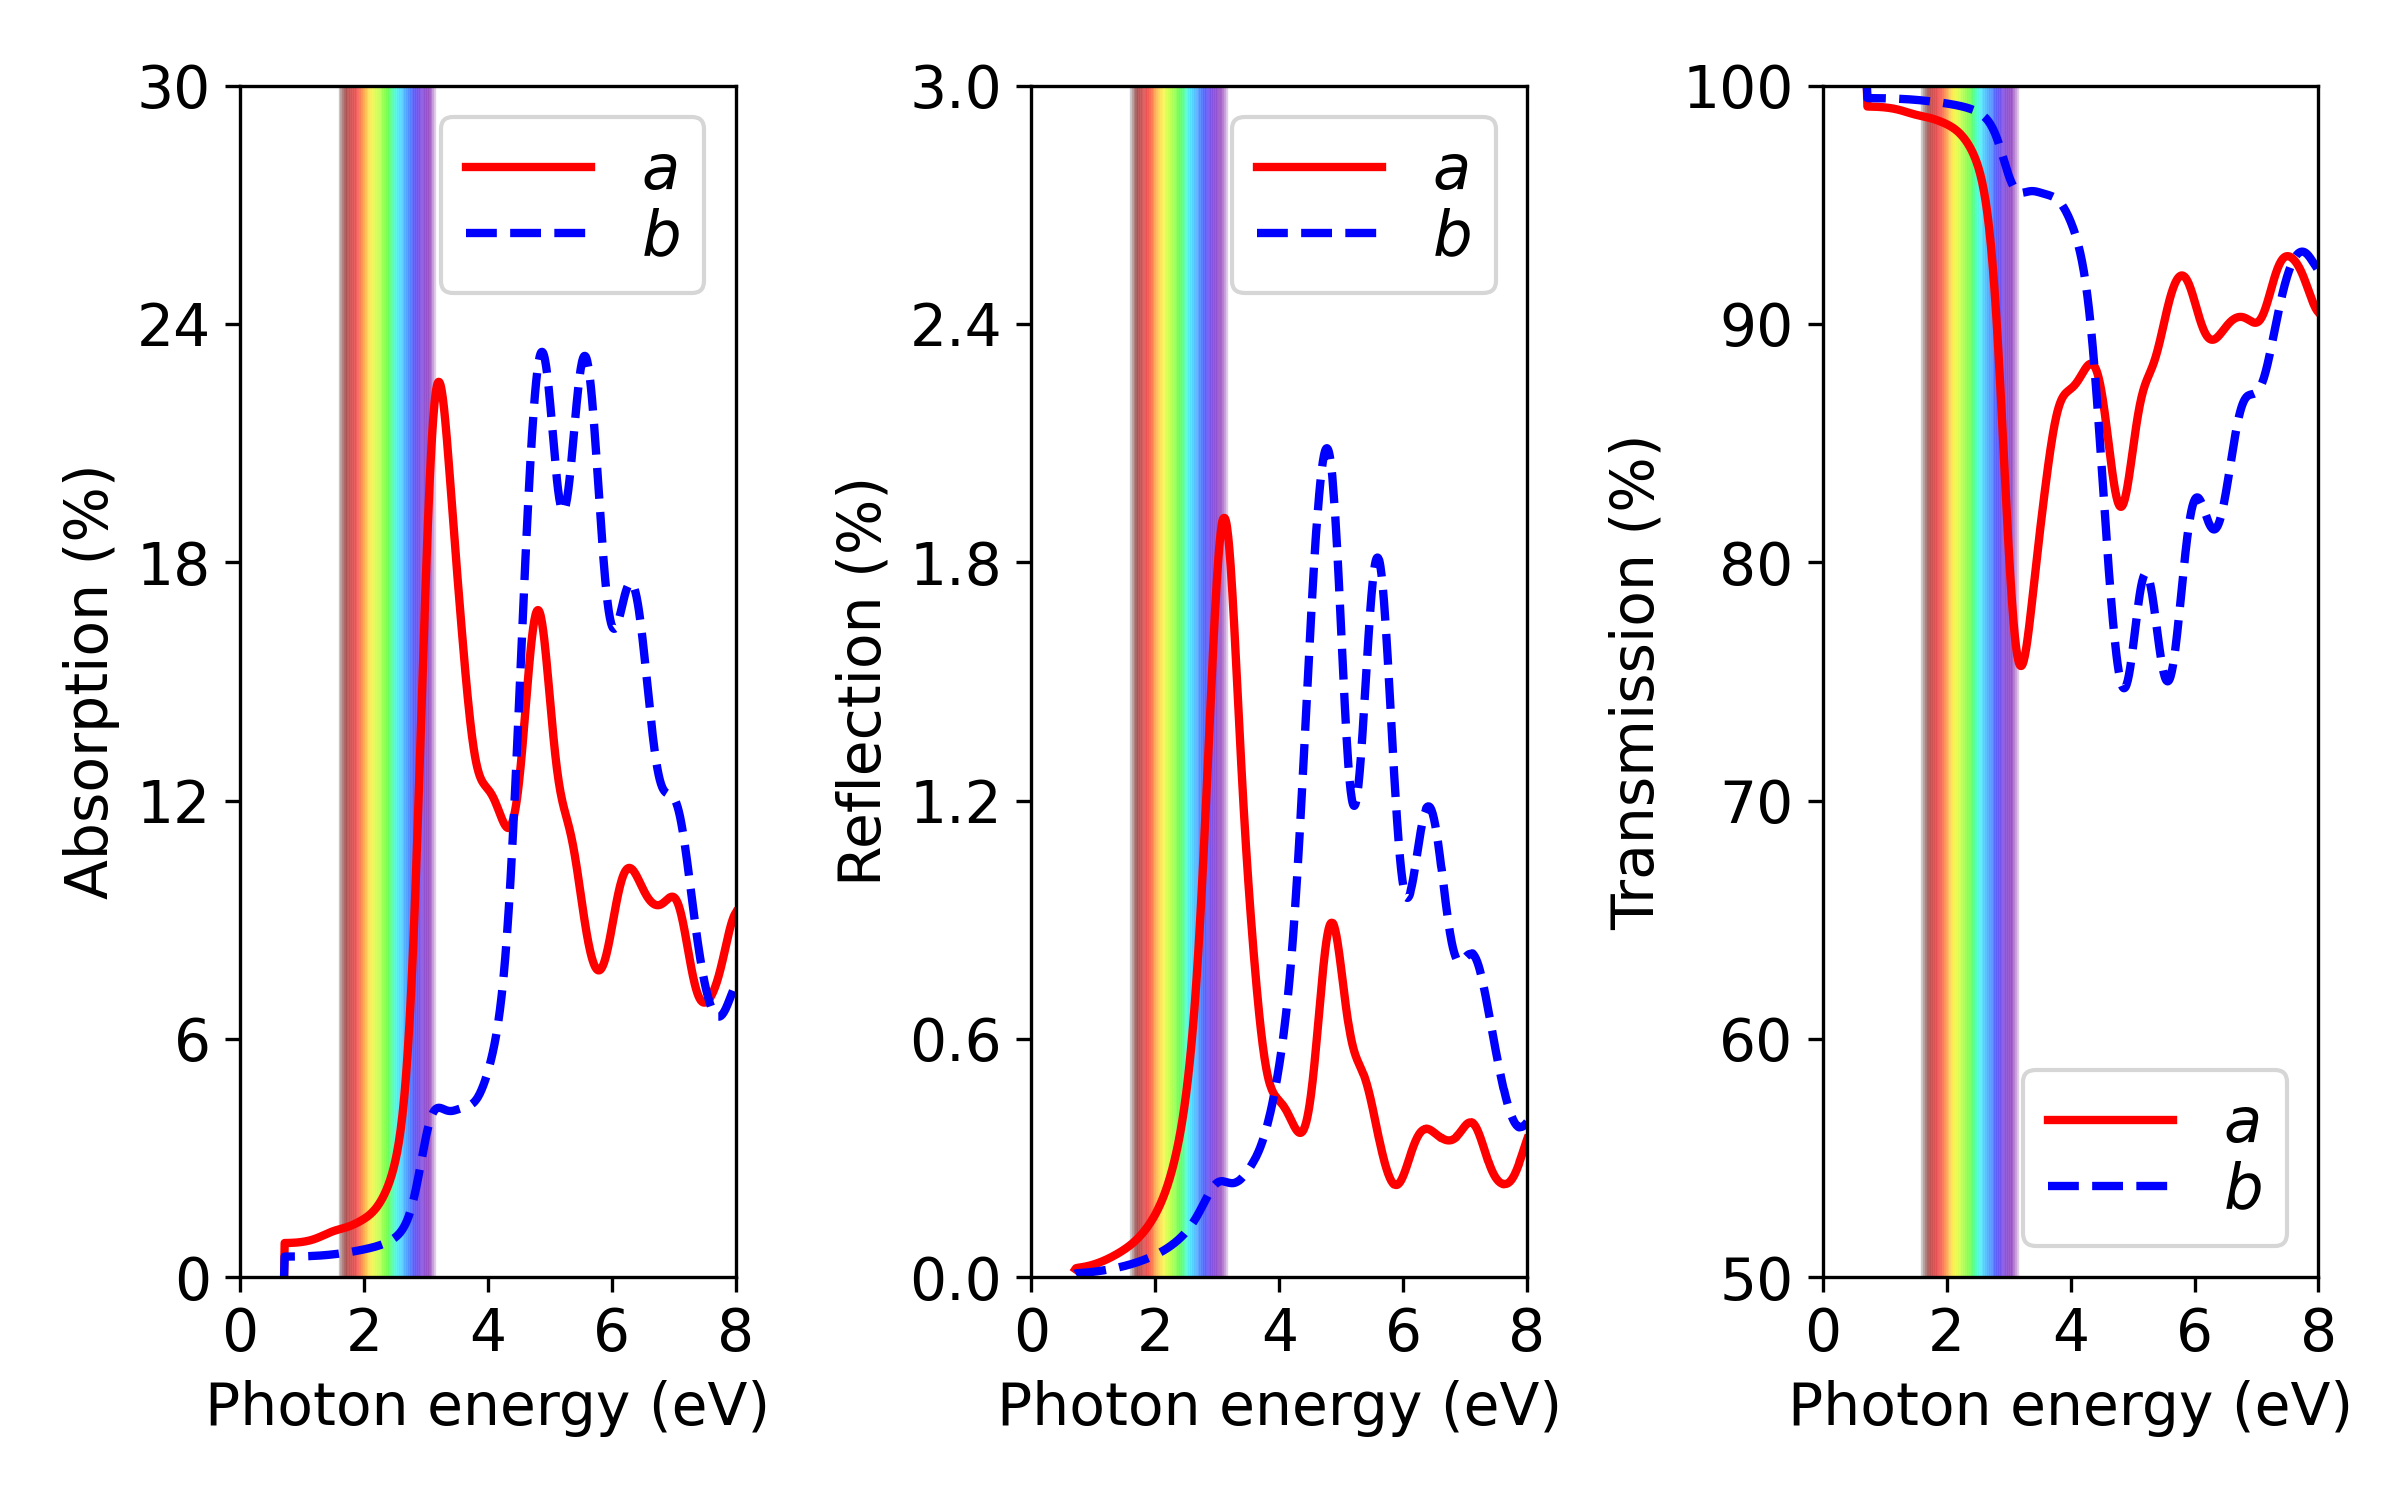 Absorption (%)
30
24
18
12
6
0
0 2 4 6 8
Photon energy (eV)
a
b
Reflection (%)
3.0
2.4
1.8
1.2
0.6
0.0
0 2 4 6 8
Photon energy (eV)
a
b
Transmission (%)
100
90
80
70
60
50
0 2 4 6 8
Photon energy (eV)
a
b